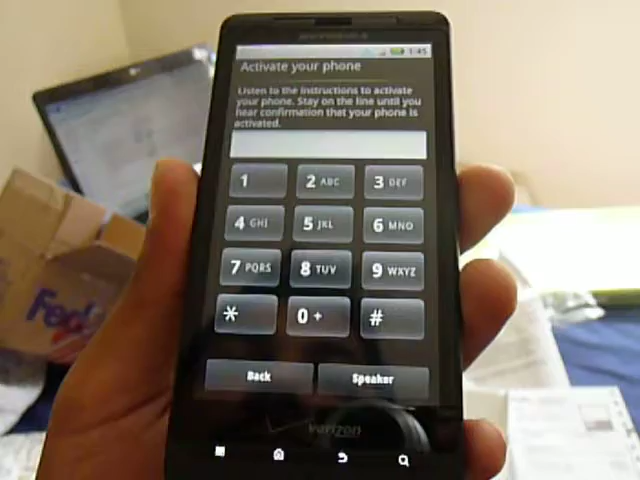 MOTOROLA
1:45
Activate your phone
Listen to the instructions to activate
your phone. Stay on the line until you
hear confirmation that your phone is
activated.
1 2 ABC 3 DEF
4 GHI 5 JKL 6 MNO
7 PQRS 8 TUV 9 WXYZ
* 0 + #
Back Speaker
verizon
Fed